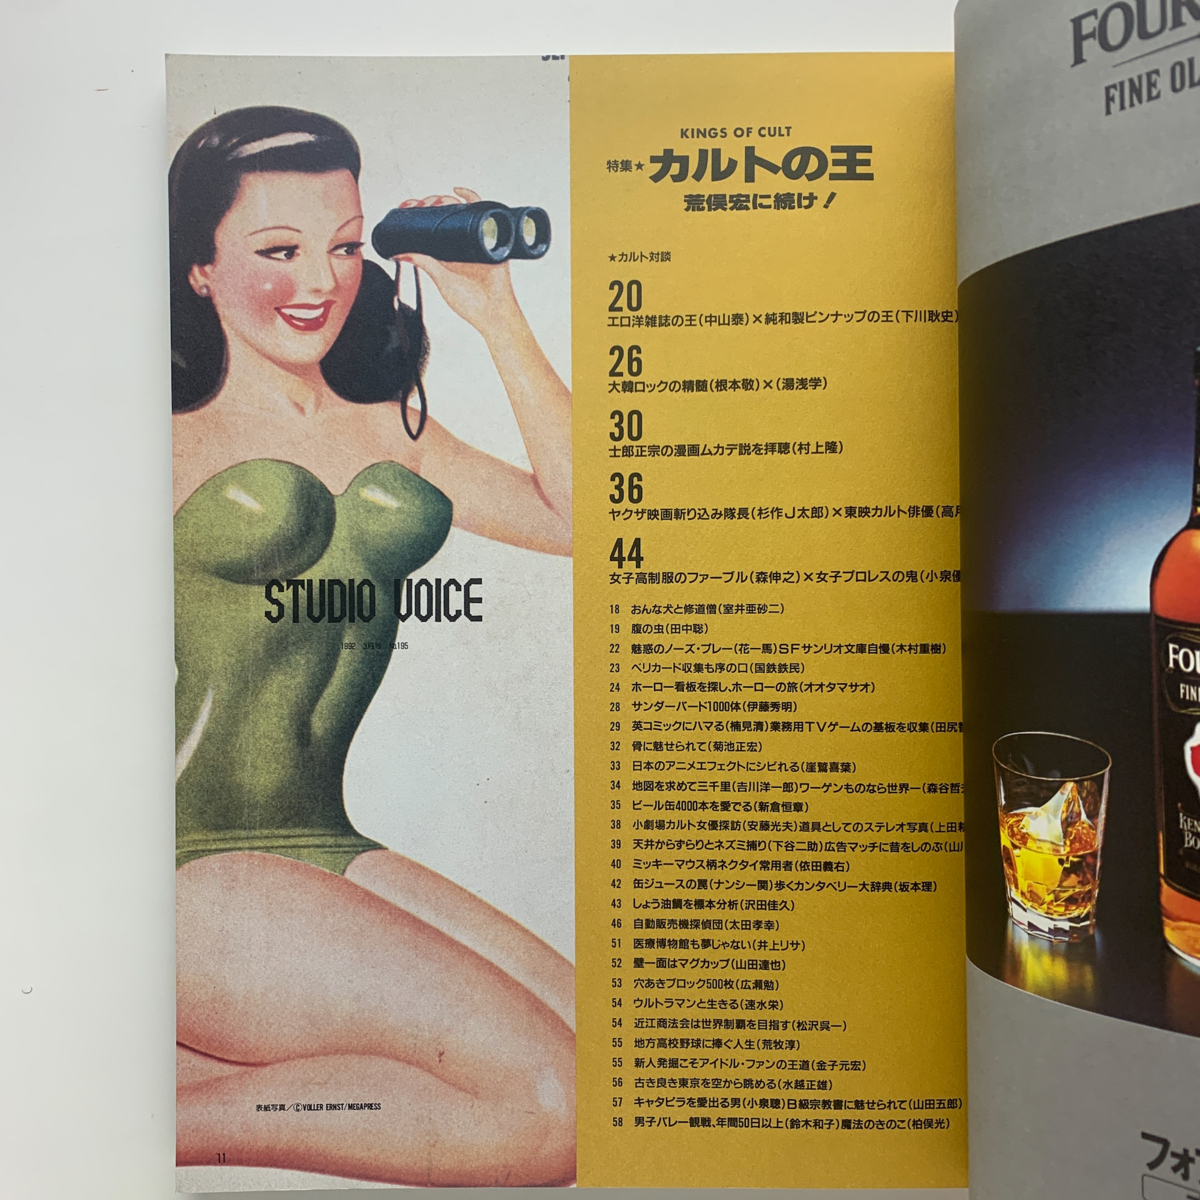 STUDIO VOICE
1992 No.195
表紙写真/©VOLLER ERNST/MEGAPRESS
11
KINGS OF CULT
特集★カルトの王
荒俣宏に続け!
★カルト対談
20
エロ洋雑誌の王(中山泰)×純和製ピンナップの王(下川耿史)
26
大韓ロックの精髄(根本敬)×(湯浅学)
30
士郎正宗の漫画ムカデ説を拝聴(村上隆)
36
ヤクザ映画斬り込み隊長(杉作J太郎)×東映カルト俳優(高月
44
女子高制服のファーブル(森伸之)×女子プロレスの鬼(小泉優
18 おんな犬と修道僧(室井亜砂二)
19 腹の虫(田中聡)
22 魅惑のノーズ・プレー(花一馬)SFサンリオ文庫自慢(木村重樹)
23 ベリカード収集も序の口(国鉄鉄民)
24 ホーロー看板を探し、ホーローの旅(オオタマサオ)
28 サンダーバード1000体(伊藤秀明)
29 英コミックにハマる(楠見清)業務用TVゲームの基板を収集(田尻智
32 骨に魅せられて(菊池正宏)
33 日本のアニメエフェクトにシビれる(崖鷲喜葉)
34 地図を求めて三千里(吉川洋一郎)ワーゲンものなら世界一(森谷哲
35 ビール缶4000本を愛でる(新倉恒章)
38 小劇場カルト女優探訪(安藤光夫)道具としてのステレオ写真(上田
39 天井からずらりとネズミ捕り(下谷二助)広告マッチに昔をしのぶ(山
40 ミッキーマウス柄ネクタイ常用者(依田義右)
42 缶ジュースの罠(ナンシー関)歩くカンタベリー大辞典(坂本理)
43 しょう油鯛を標本分析(沢田佳久)
46 自動販売機探偵団(太田孝幸)
51 医療博物館も夢じゃない(井上リサ)
52 壁一面はマグカップ(山田達也)
53 穴あきブロック500枚(広瀬勉)
54 ウルトラマンと生きる(速水栄)
54 近江商法会は世界制覇を目指す(松沢呉一)
55 地方高校野球に捧ぐ人生(荒牧淳)
55 新人発掘こそアイドル・ファンの王道(金子元宏)
56 古き良き東京を空から眺める(水越正雄)
57 キャタピラを愛出る男(小泉聰)B級宗教書に魅せられて(山田五郎)
58 男子バレー観戦、年間50日以上(鈴木和子)魔法のきのこ(柏俣光)
FOUR
FINE OL
FOU
FINE
KEN
BO
フォ